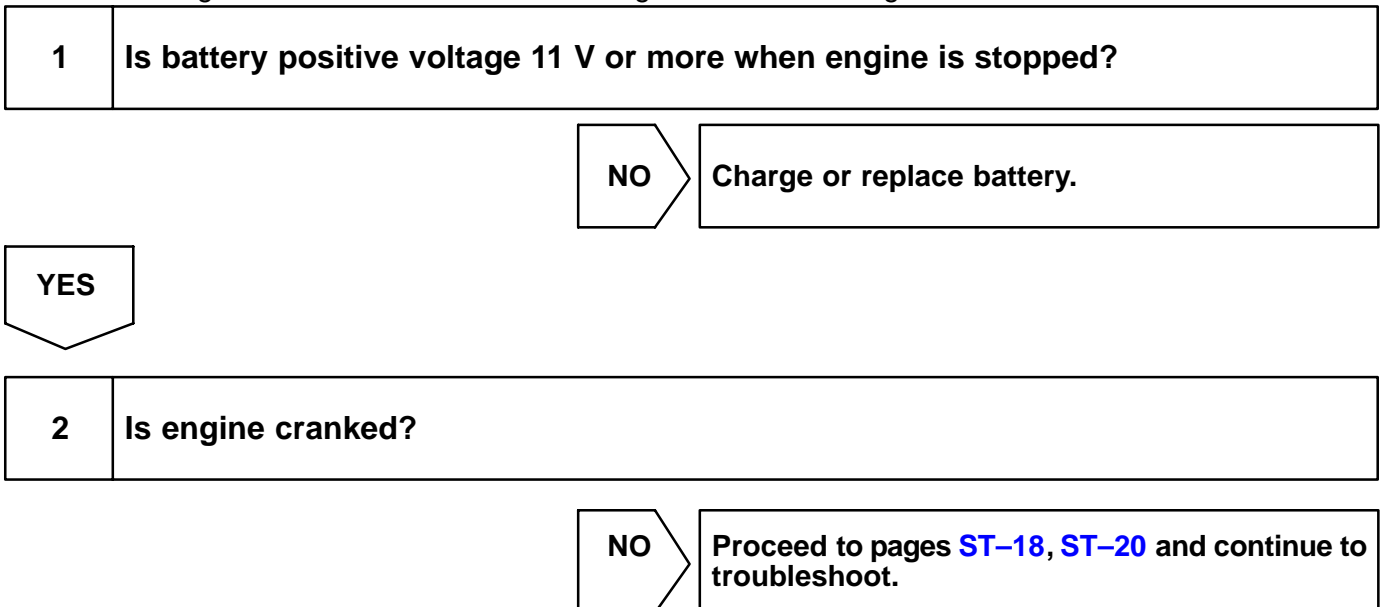 1 Is battery positive voltage 11 V or more when engine is stopped?
NO Charge or replace battery.
YES
2 Is engine cranked?
NO Proceed to pages ST–18, ST–20 and continue to
troubleshoot.